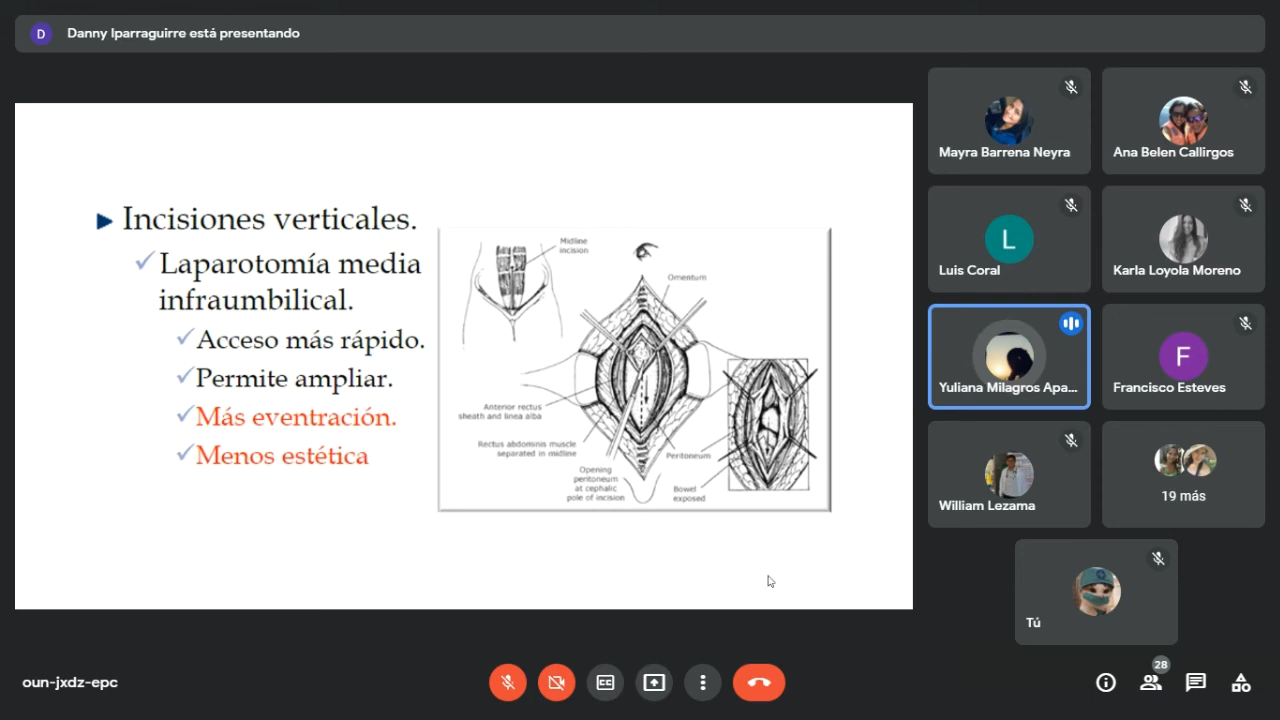 D
Danny Iparraguirre está presentando
Incisiones verticales.
Laparotomía media
infraumbilical.
Acceso más rápido.
Permite ampliar.
Más eventración.
Menos estética
Midline
incision
Omentum
Anterior rectus
sheath and linea alba
Rectus abdominis muscle
separated in midline
Opening
peritoneum
at cephalic
pole of incision
Peritoneum
Bowel
exposed
Mayra Barrena Neyra
Ana Belen Callirgos
L
Luis Coral
Karla Loyola Moreno
Yuliana Milagros Apa...
F
Francisco Esteves
William Lezama
19 más
Tú
oun-jxdz-epc
CC
28